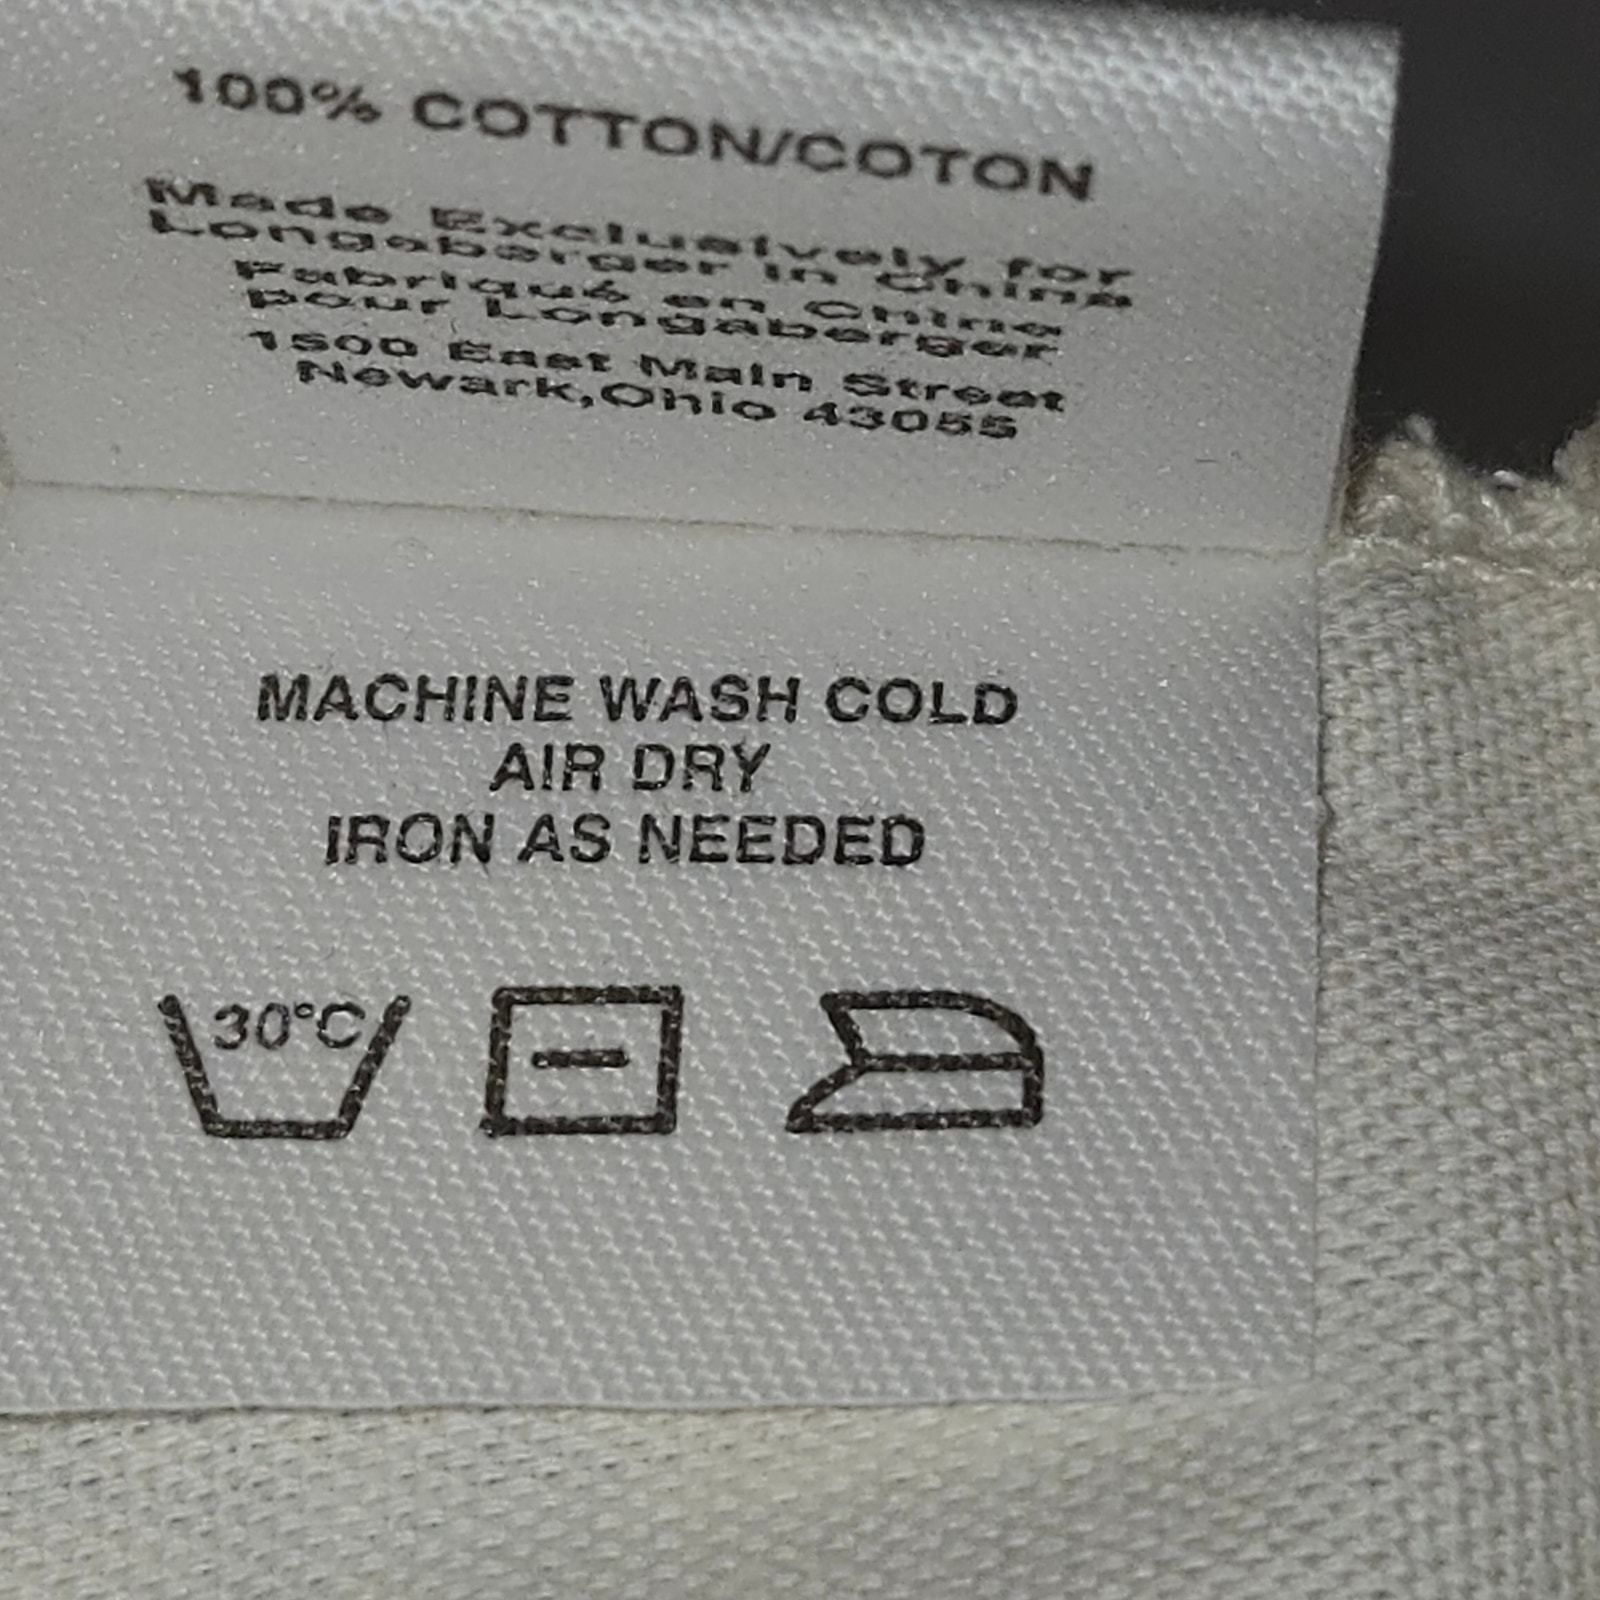 100% COTTON/COTON
Made Exclusively for
Longaberger in China
Fabriqué en Chine
pour Longaberger
1500 East Main Street
Newark,Ohio 43055
MACHINE WASH COLD
AIR DRY
IRON AS NEEDED
30°C